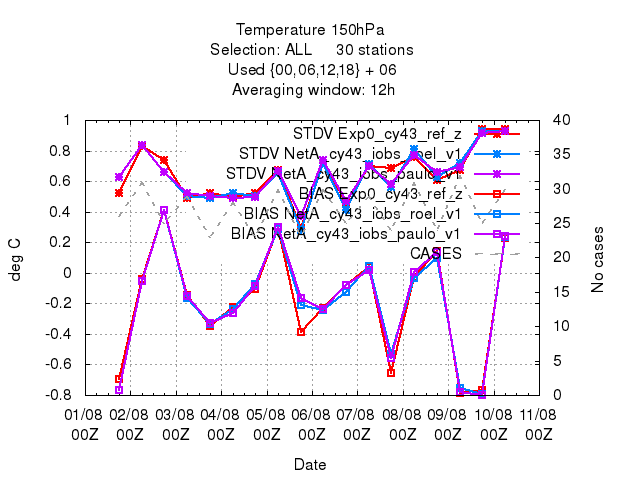 Temperature 150hPa
Selection: ALL 30 stations
Used {00,06,12,18} + 06
Averaging window: 12h
STDV Exp0_cy43_ref_z
STDV NetA_cy43_iobs_roel_v1
STDV NetA_cy43_iobs_paulo_v1
BIAS Exp0_cy43_ref_z
BIAS NetA_cy43_iobs_roel_v1
BIAS NetA_cy43_iobs_paulo_v1
CASES
1
0.8
0.6
0.4
0.2
0
-0.2
-0.4
-0.6
-0.8
deg C
40
35
30
25
20
15
10
5
0
No cases
01/08 02/08 03/08 04/08 05/08 06/08 07/08 08/08 09/08 10/08 11/08
00Z 00Z 00Z 00Z 00Z 00Z 00Z 00Z 00Z 00Z 00Z
Date